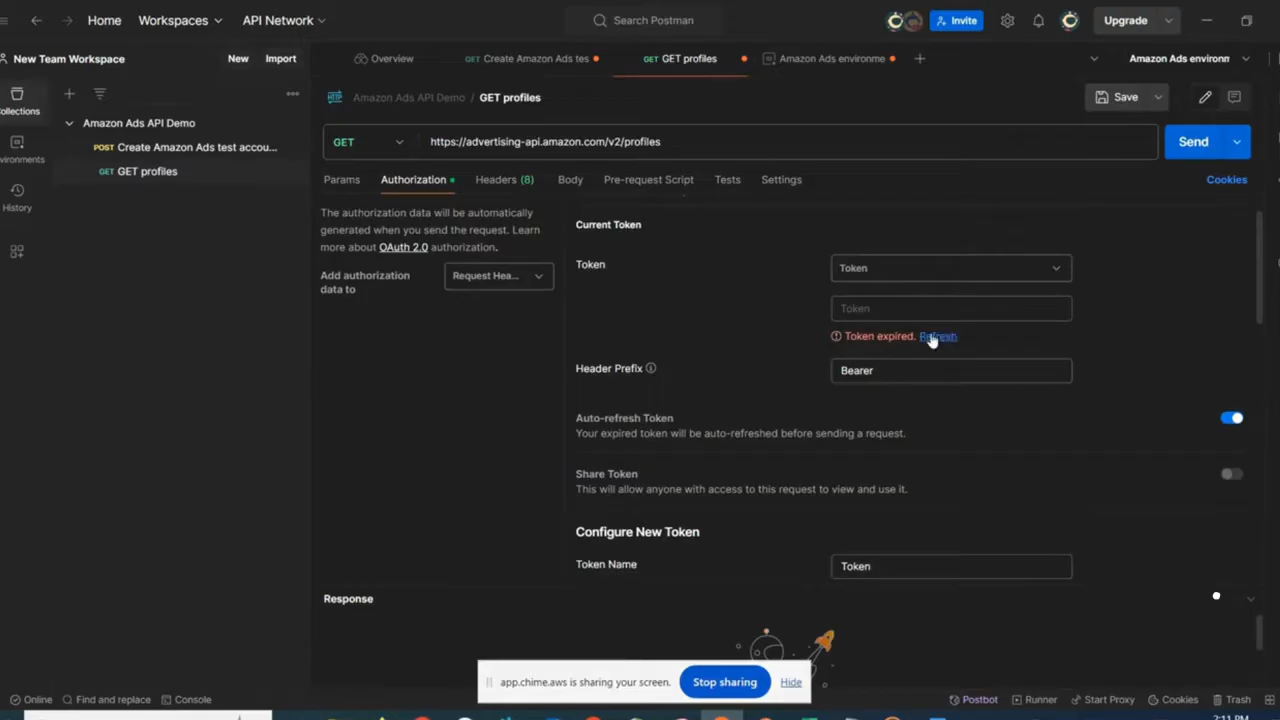 Home
Workspaces
API Network
Search Postman
Invite
Upgrade
New Team Workspace
New
Import
Overview
GET Create Amazon Ads tes
GET GET profiles
Amazon Ads environme
Amazon Ads environm
ollections
Amazon Ads API Demo
POST Create Amazon Ads test accou...
GET GET profiles
vironments
History
HTTP
Amazon Ads API Demo / GET profiles
Save
GET
https://advertising-api.amazon.com/v2/profiles
Send
Params
Authorization
Headers (8)
Body
Pre-request Script
Tests
Settings
Cookies
The authorization data will be automatically
generated when you send the request. Learn
more about OAuth 2.0 authorization.
Add authorization
data to
Request Hea...
Current Token
Token
Token
Token
Token expired. Refresh
Header Prefix
Bearer
Auto-refresh Token
Your expired token will be auto-refreshed before sending a request.
Share Token
This will allow anyone with access to this request to view and use it.
Configure New Token
Token Name
Token
Response
app.chime.aws is sharing your screen.
Stop sharing
Hide
Online
Find and replace
Console
Postbot
Runner
Start Proxy
Cookies
Trash
2:11 PM